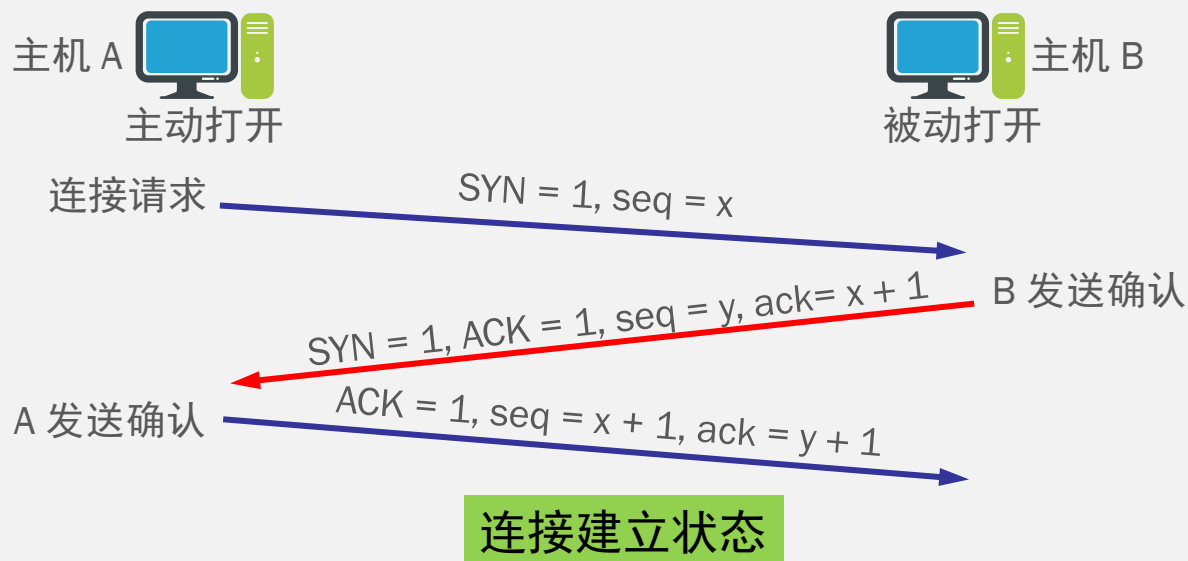 主机 A
主机 B
主动打开
被动打开
连接请求
SYN = 1, seq = x
B 发送确认
SYN = 1, ACK = 1, seq = y, ack= x + 1
A 发送确认
ACK = 1, seq = x + 1, ack = y + 1
连接建立状态